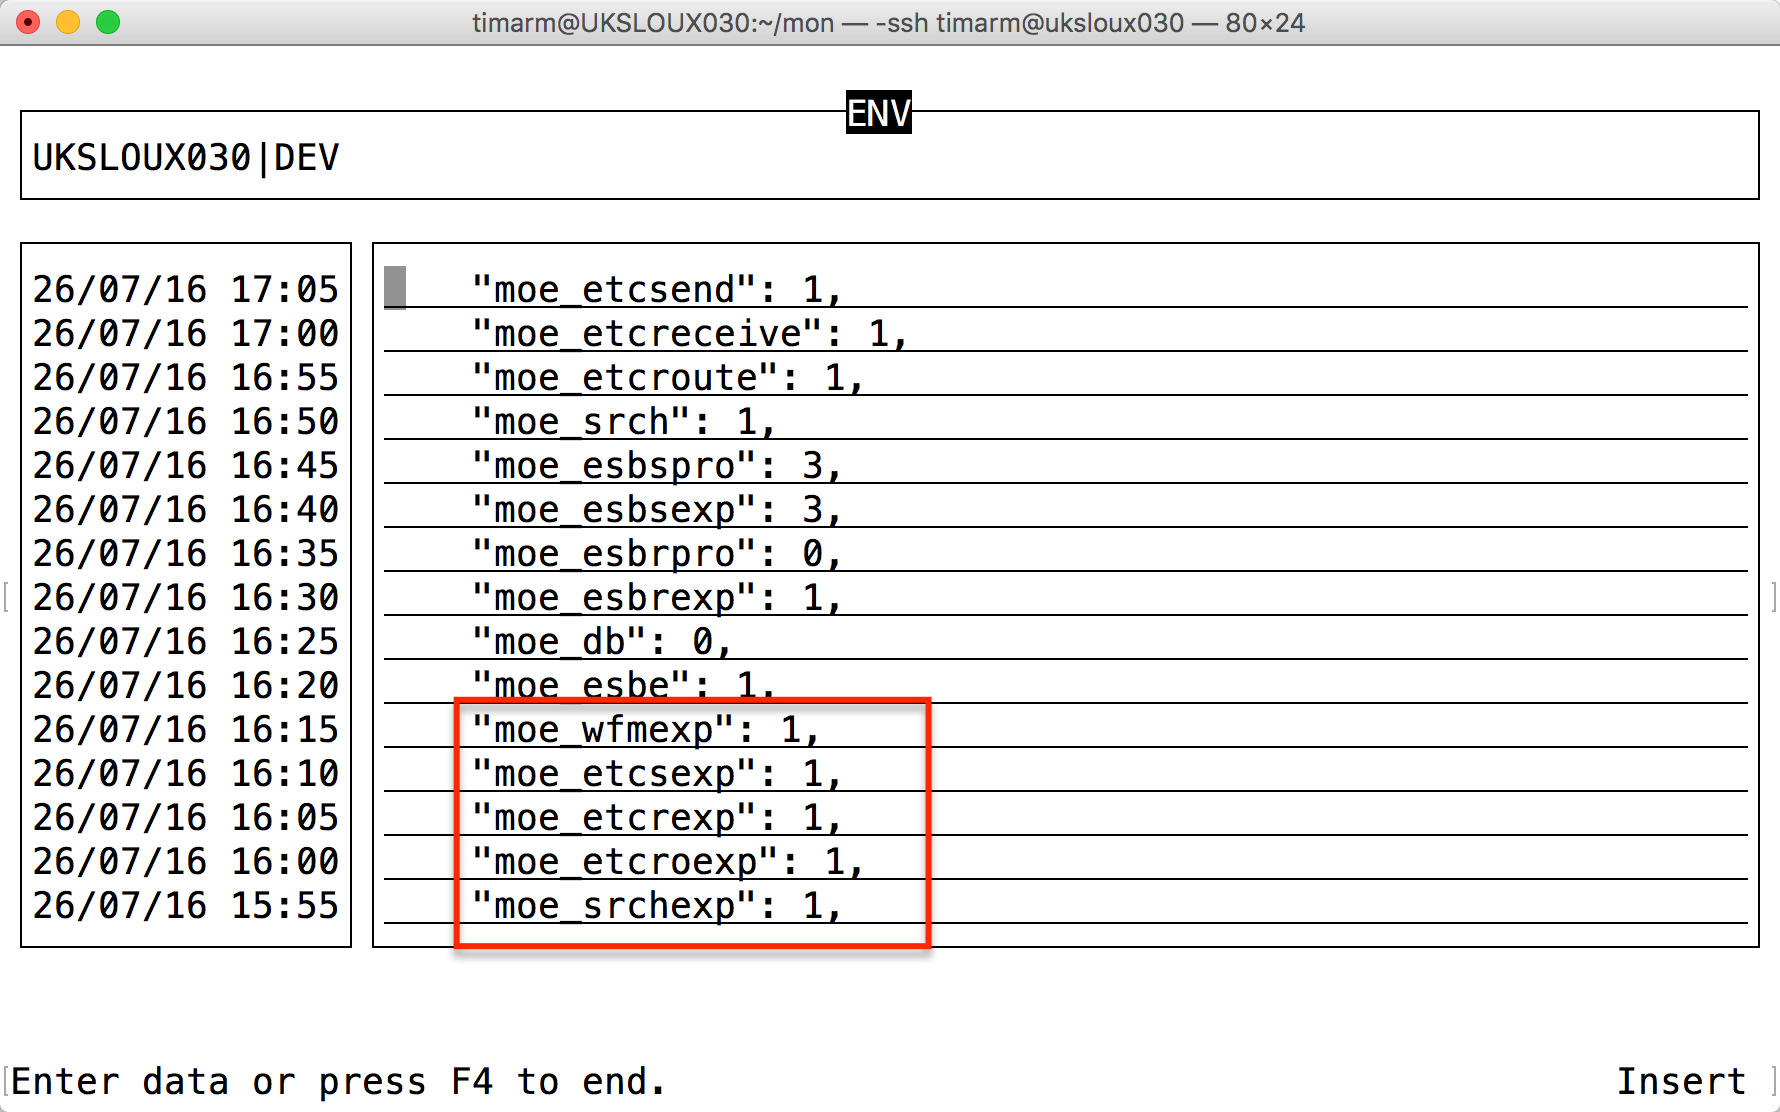 timarm@UKSLOUX030:~/mon — -ssh timarm@uksloux030 — 80×24
ENV
UKSLOUX030|DEV
26/07/16 17:05 "moe_etcsend": 1,
26/07/16 17:00 "moe_etcreceive": 1,
26/07/16 16:55 "moe_etcroute": 1,
26/07/16 16:50 "moe_srch": 1,
26/07/16 16:45 "moe_esbspro": 3,
26/07/16 16:40 "moe_esbsexp": 3,
26/07/16 16:35 "moe_esbrpro": 0,
26/07/16 16:30 "moe_esbrexp": 1,
26/07/16 16:25 "moe_db": 0,
26/07/16 16:20 "moe_esbe": 1,
26/07/16 16:15 "moe_wfmexp": 1,
26/07/16 16:10 "moe_etcsexp": 1,
26/07/16 16:05 "moe_etcrexp": 1,
26/07/16 16:00 "moe_etcroexp": 1,
26/07/16 15:55 "moe_srchexp": 1,
Enter data or press F4 to end. Insert